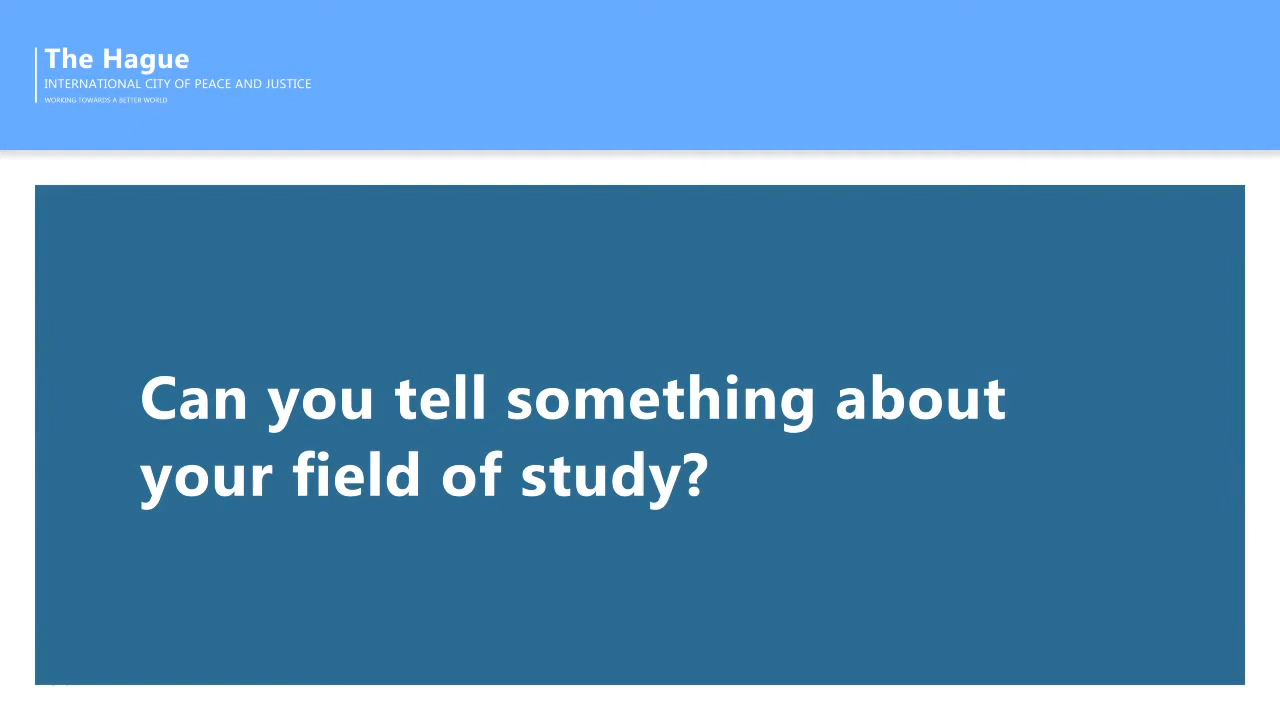 The Hague
INTERNATIONAL CITY OF PEACE AND JUSTICE
WORKING TOWARDS A BETTER WORLD
Can you tell something about
your field of study?